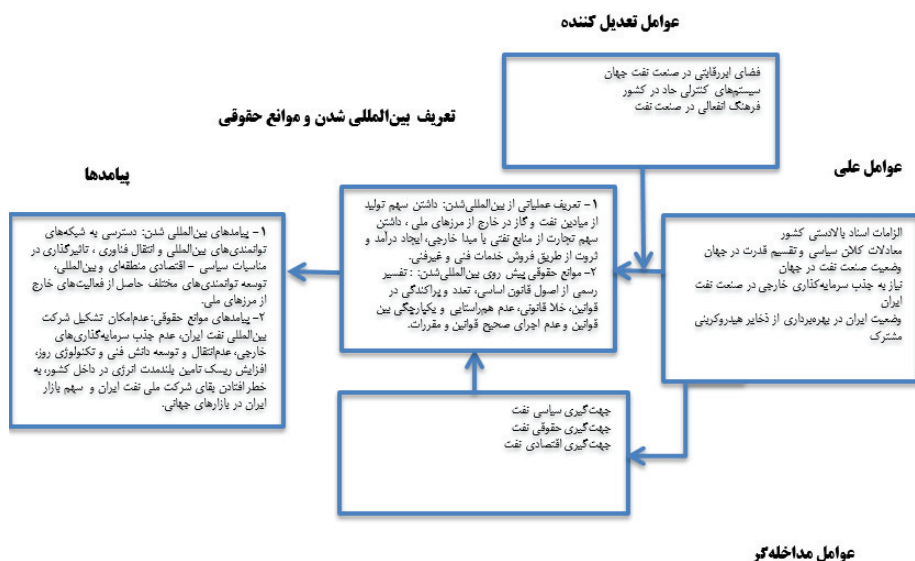 عوامل تعدیل کننده
فضای ابررقابتی در صنعت نفت جهان
سیستم‌های کنترلی حاد در کشور
فرهنگ انفعالی در صنعت نفت
تعریف بین‌المللی شدن و موانع حقوقی
عوامل علی
پیامدها
الزامات اسناد بالادستی کشور
معادلات کلان سیاسی و تقسیم قدرت در جهان
وضعیت صنعت نفت در جهان
نیاز به جذب سرمایه‌گذاری خارجی در صنعت نفت
ایران
وضعیت ایران در بهره‌برداری از ذخایر هیدروکربنی
مشترک
۱- تعریف عملیاتی از بین‌المللی‌شدن: داشتن سهم تولید
از میادین نفت و گاز در خارج از مرزهای ملی ، داشتن
سهم تجارت از منابع نفتی با مبدا خارجی، ایجاد درآمد و
ثروت از طریق فروش خدمات فنی و غیرفنی.
۲- موانع حقوقی پیش روی بین‌المللی‌شدن: : تفسیر
رسمی از اصول قانون اساسی، تعدد و پراکندگی در
قوانین، خلا قانونی، عدم هم‌راستایی و یکپارچگی بین
قوانین و عدم اجرای صحیح قوانین و مقررات.
۱- پیامدهای بین‌المللی شدن: دسترسی به شبکه‌های
توانمندی‌های بین‌المللی و انتقال فناوری ، تاثیرگذاری در
مناسبات سیاسی - اقتصادی منطقه‌ای و بین‌المللی،
توسعه توانمندی‌های مختلف حاصل از فعالیت‌های خارج
از مرزهای ملی.
۲- پیامدهای موانع حقوقی:عدم‌امکان تشکیل شرکت
بین‌المللی نفت ایران، عدم جذب سرمایه‌گذاری‌های
خارجی، عدم‌انتقال و توسعه دانش فنی و تکنولوژی روز،
افزایش ریسک تامین بلندمدت انرژی در داخل کشور، به
خطر افتادن بقای شرکت ملی نفت ایران و سهم بازار
ایران در بازارهای جهانی.
جهت‌گیری سیاسی نفت
جهت‌گیری حقوقی نفت
جهت‌گیری اقتصادی نفت
عوامل مداخله‌گر